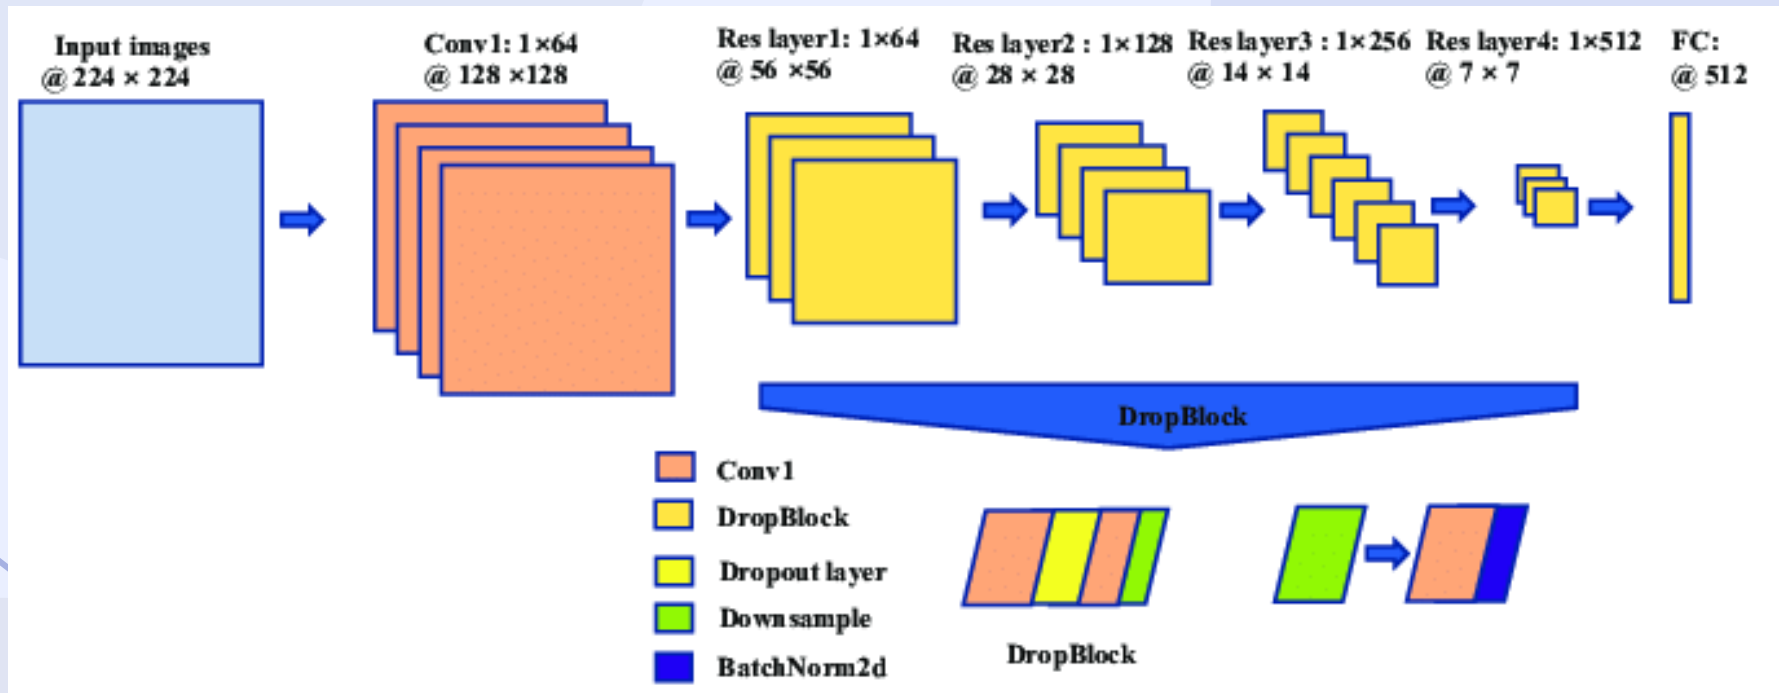 Input images
@ 224 × 224
Conv1: 1×64
@ 128 ×128
Res layer1: 1×64
@ 56 ×56
Res layer2 : 1×128
@ 28 × 28
Res layer3 : 1×256
@ 14 × 14
Res layer4: 1×512
@ 7 × 7
FC:
@ 512
DropBlock
Conv1
DropBlock
Dropout layer
Downsample
BatchNorm2d
DropBlock